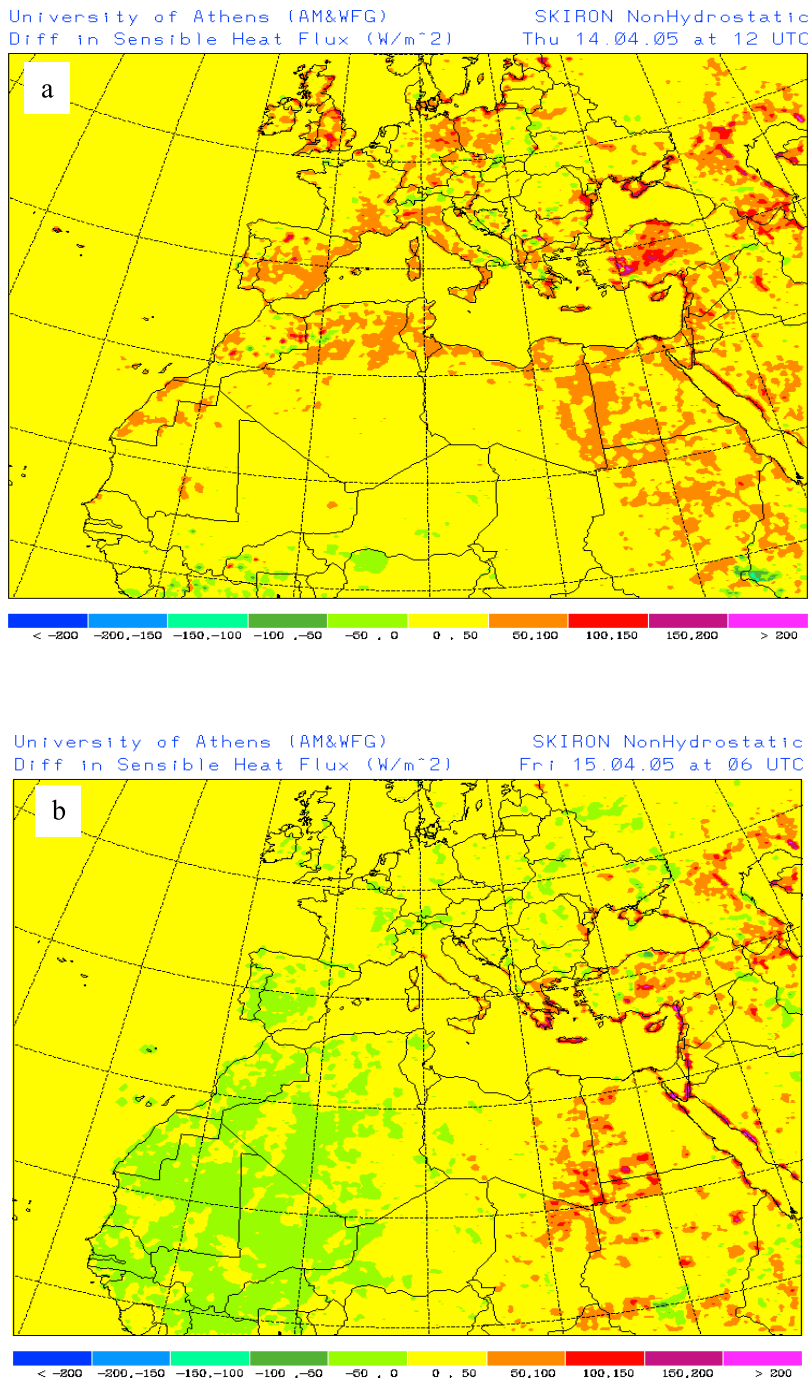 University of Athens (AM&WFG) SKIRON NonHydrostatic
Diff in Sensible Heat Flux (W/m^2) Thu 14.04.05 at 12 UTC
a
< -200 -200,-150 -150,-100 -100 ,-50 -50 , 0 0 , 50 50,100 100,150 150,200 > 200
University of Athens (AM&WFG) SKIRON NonHydrostatic
Diff in Sensible Heat Flux (W/m^2) Fri 15.04.05 at 06 UTC
b
< -200 -200,-150 -150,-100 -100 ,-50 -50 , 0 0 , 50 50,100 100,150 150,200 > 200